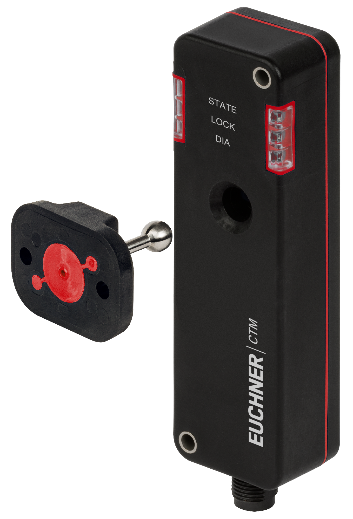 STATE
LOCK
DIA
EUCHNER | CTM